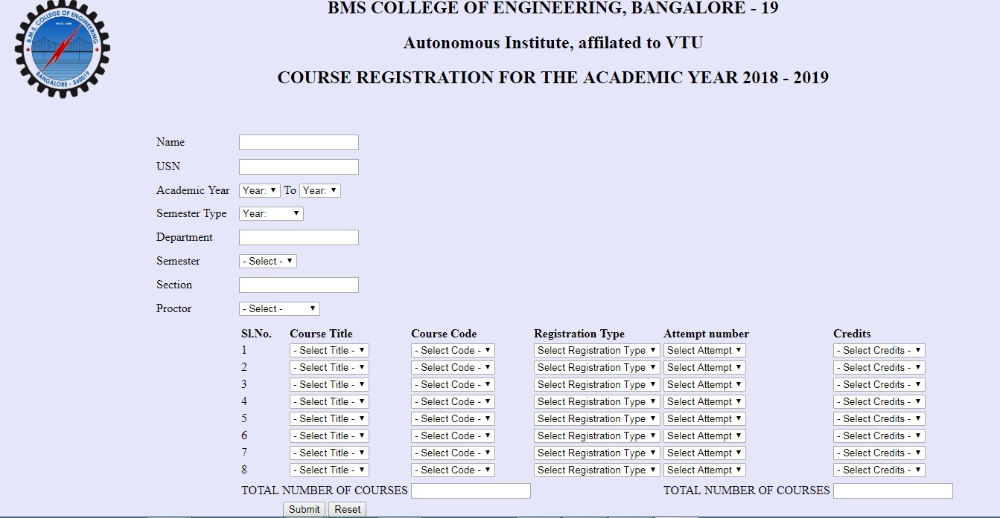 BMS COLLEGE OF ENGINEERING, BANGALORE - 19
B.M.S. COLLEGE OF ENGINEERING
BANGALORE - 560019
Autonomous Institute, affilated to VTU
COURSE REGISTRATION FOR THE ACADEMIC YEAR 2018 - 2019
Name
USN
Academic Year Year: To Year:
Semester Type Year:
Department
Semester - Select -
Section
Proctor - Select -
Sl.No. Course Title Course Code Registration Type Attempt number Credits
1 - Select Title - - Select Code - Select Registration Type Select Attempt - Select Credits -
2 - Select Title - - Select Code - Select Registration Type Select Attempt - Select Credits -
3 - Select Title - - Select Code - Select Registration Type Select Attempt - Select Credits -
4 - Select Title - - Select Code - Select Registration Type Select Attempt - Select Credits -
5 - Select Title - - Select Code - Select Registration Type Select Attempt - Select Credits -
6 - Select Title - - Select Code - Select Registration Type Select Attempt - Select Credits -
7 - Select Title - - Select Code - Select Registration Type Select Attempt - Select Credits -
8 - Select Title - - Select Code - Select Registration Type Select Attempt - Select Credits -
TOTAL NUMBER OF COURSES TOTAL NUMBER OF COURSES
Submit Reset